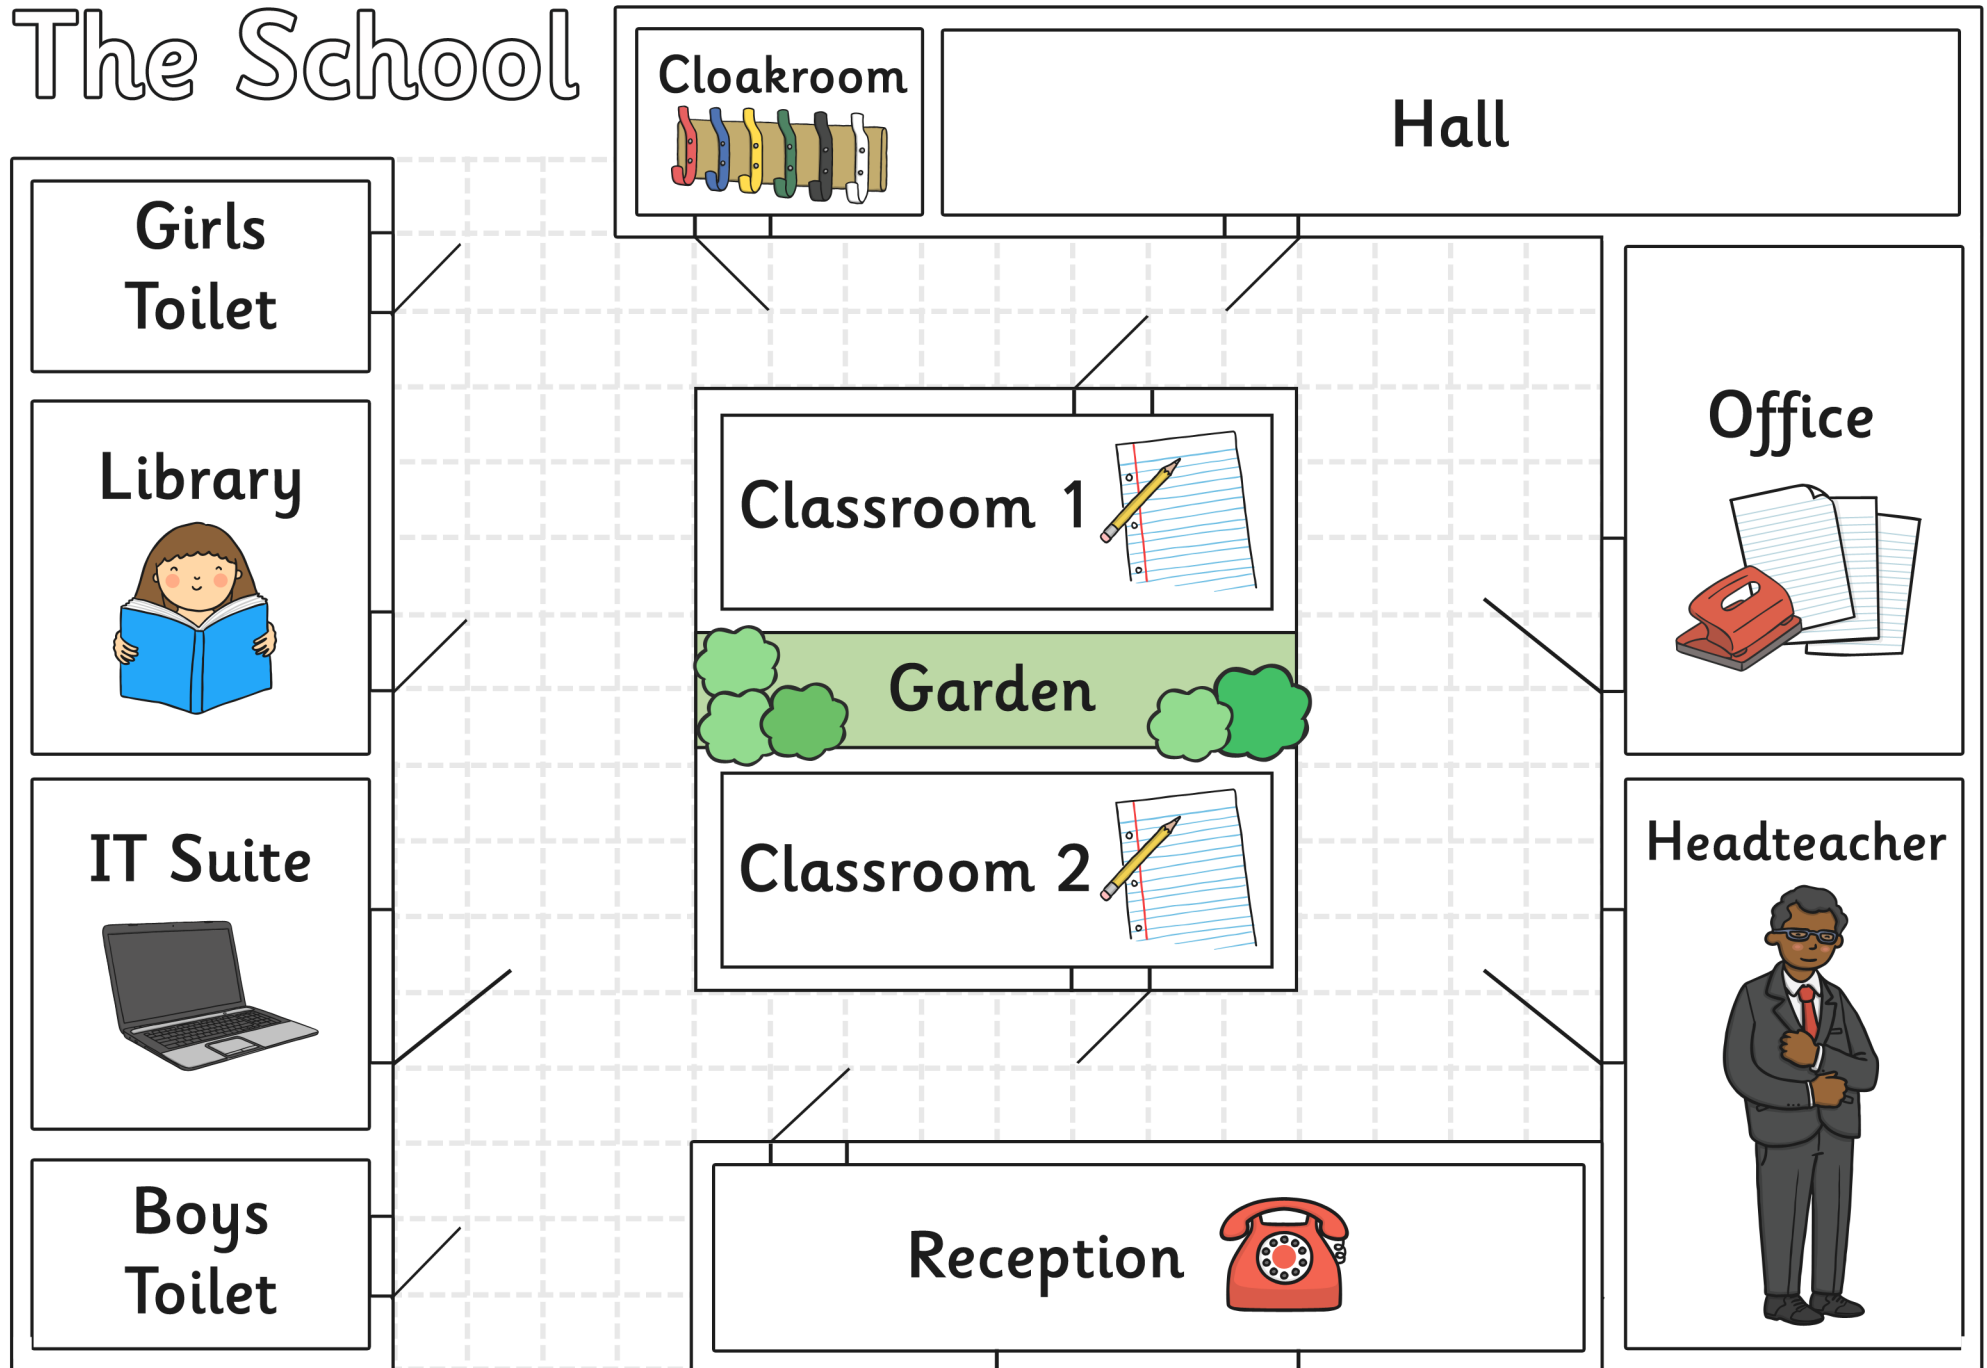 The School
Cloakroom
Hall
Girls
Toilet
Library
IT Suite
Boys
Toilet
Classroom 1
Garden
Classroom 2
Reception
Office
Headteacher